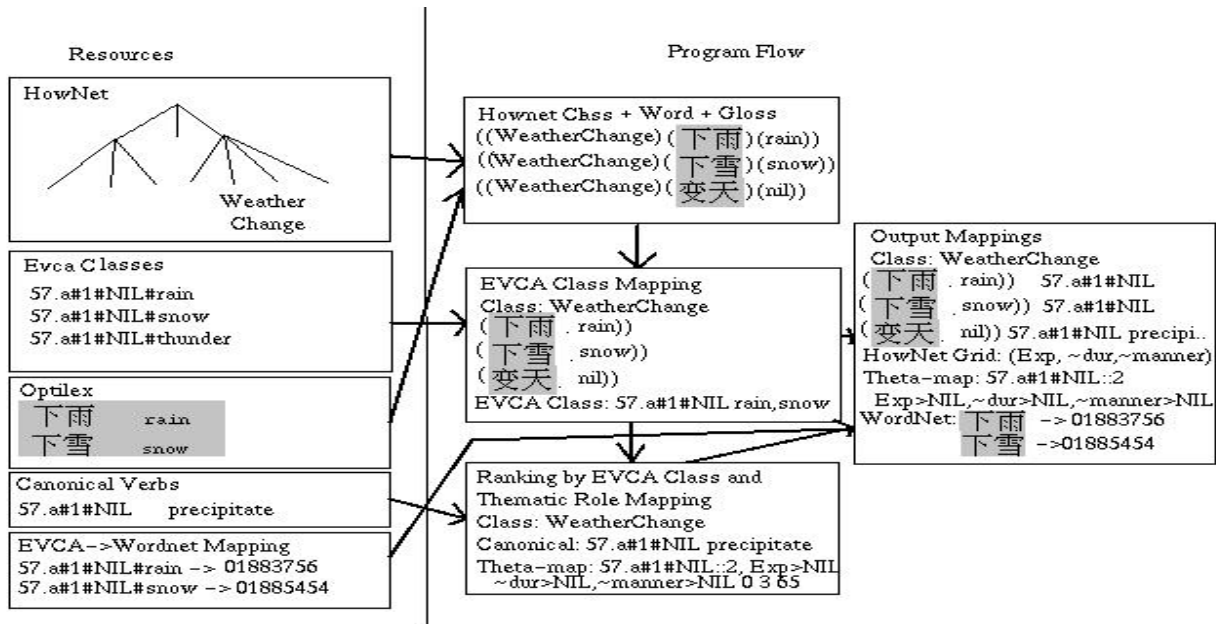 Resources
HowNet
Weather
Change
Evca Classes
57.a#1#NIL#rain
57.a#1#NIL#snow
57.a#1#NIL#thunder
Optilex
下雨 rain
下雪 snow
Canonical Verbs
57.a#1#NIL precipitate
EVCA->Wordnet Mapping
57.a#1#NIL#rain -> 01883756
57.a#1#NIL#snow -> 01885454
Program Flow
Hownet Class + Word + Gloss
((WeatherChange)(下雨)(rain))
((WeatherChange)(下雪)(snow))
((WeatherChange)(变天)(nil))
EVCA Class Mapping
Class: WeatherChange
(下雨 . rain))
(下雪 . snow))
(变天 . nil))
EVCA Class: 57.a#1#NIL rain,snow
Ranking by EVCA Class and
Thematic Role Mapping
Class: WeatherChange
Canonical: 57.a#1#NIL precipitate
Theta-map: 57.a#1#NIL::2, Exp>NIL
~dur>NIL,~manner>NIL 0 3 65
Output Mappings
Class: WeatherChange
(下雨 . rain)) 57.a#1#NIL
(下雪 . snow)) 57.a#1#NIL
(变天 . nil)) 57.a#1#NIL precipi..
HowNet Grid: (Exp, ~dur,~manner)
Theta-map: 57.a#1#NIL::2
Exp>NIL,~dur>NIL,~manner>NIL
WordNet: 下雨 -> 01883756
下雪 ->01885454